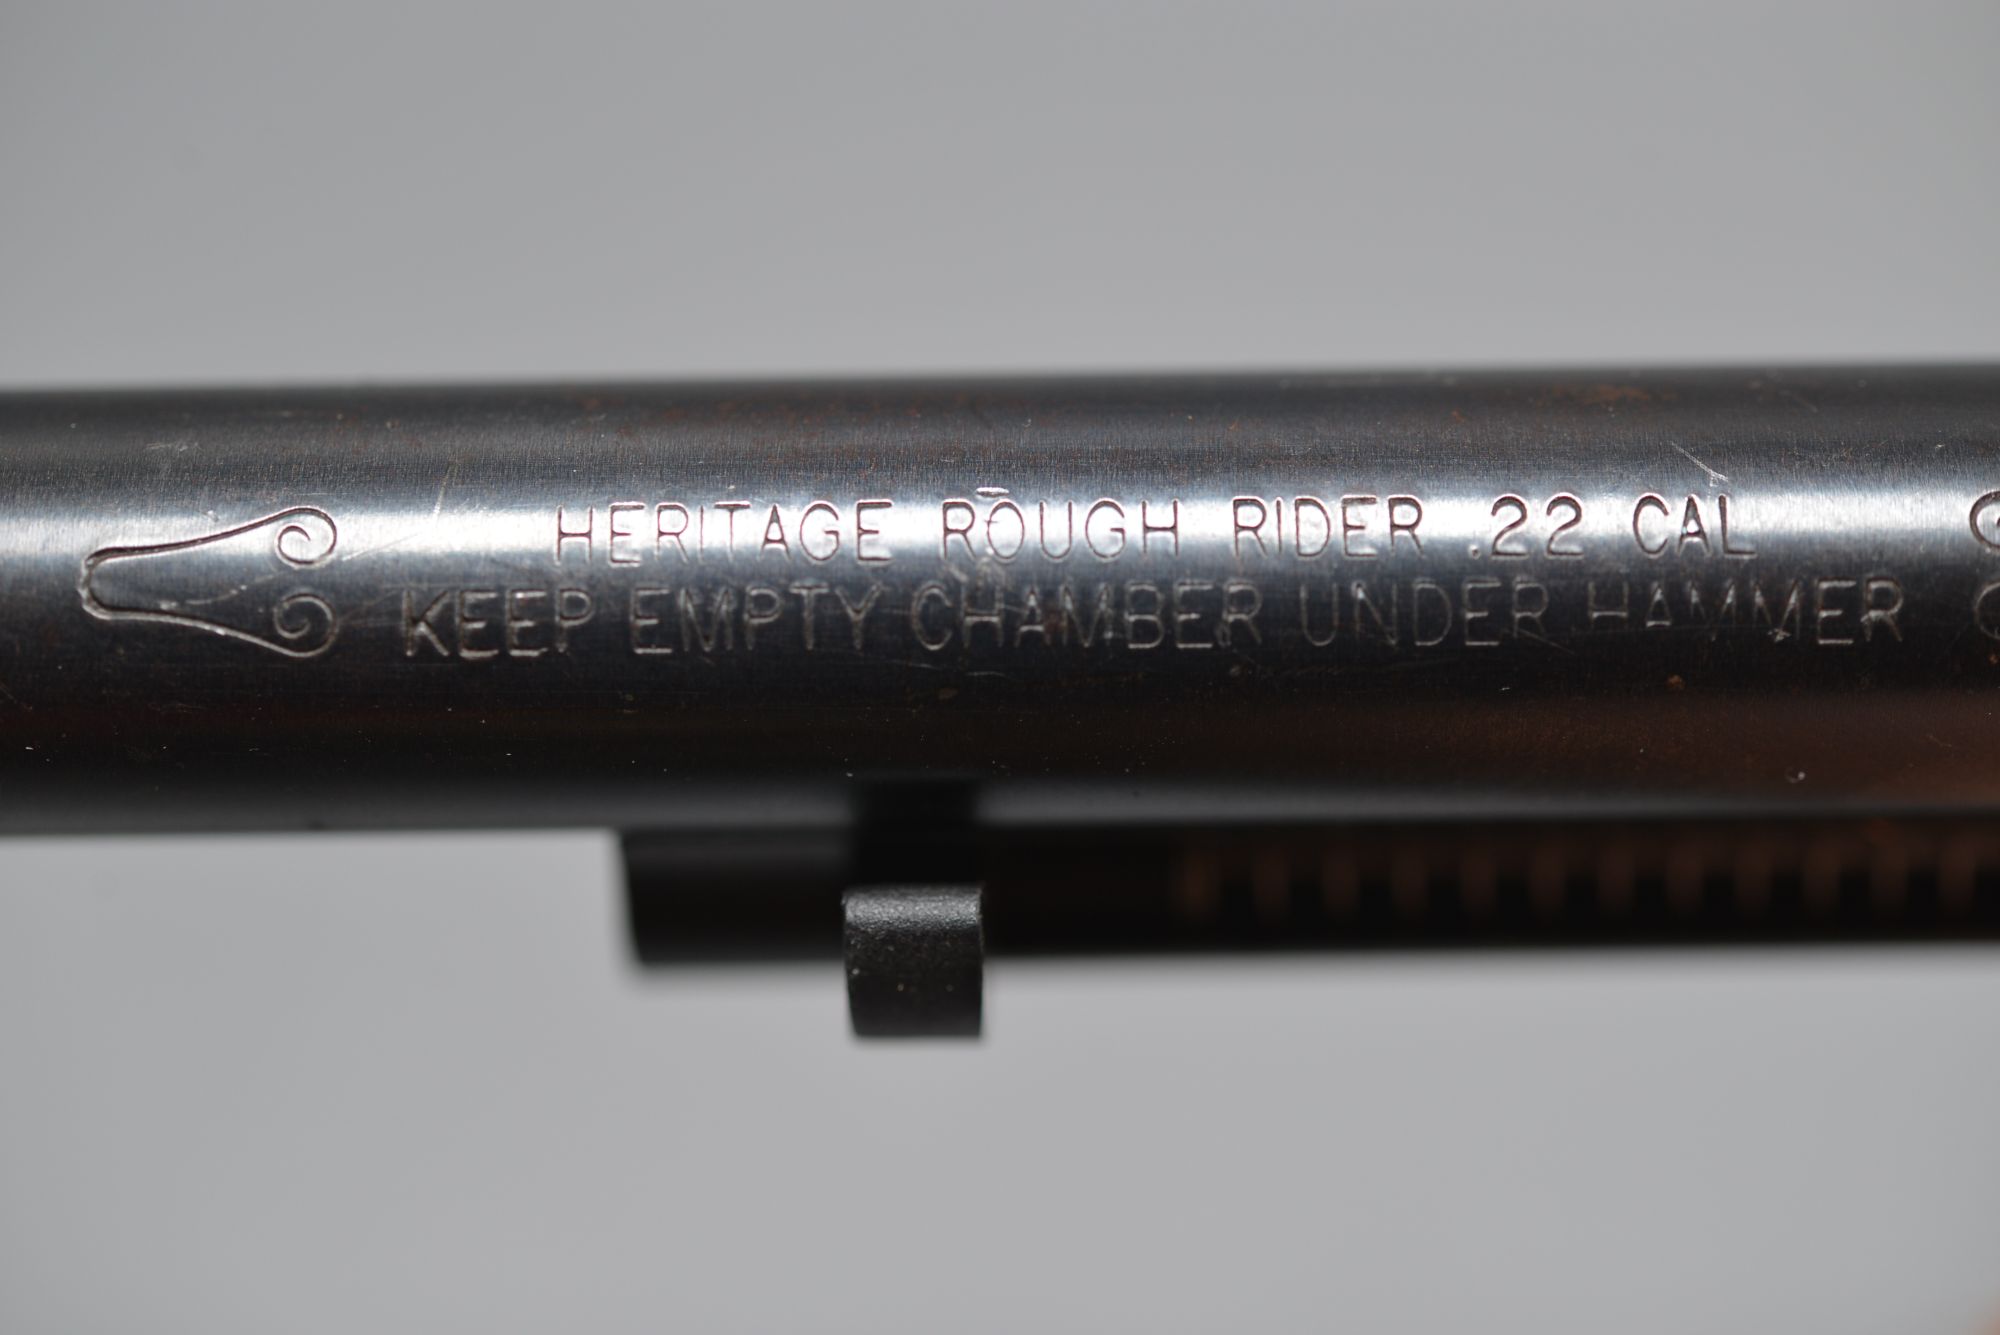 HERITAGE ROUGH RIDER .22 CAL
KEEP EMPTY CHAMBER UNDER HAMMER